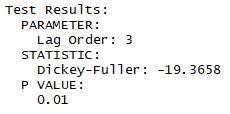 Test Results:
PARAMETER:
Lag Order: 3
STATISTIC:
Dickey-Fuller: -19.3658
P VALUE:
0.01